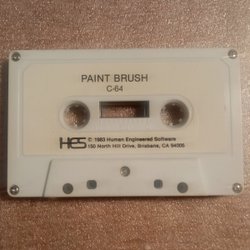 PAINT BRUSH
C-64
HES © 1983 Human Engineered Software
150 North Hill Drive, Brisbane, CA 94005